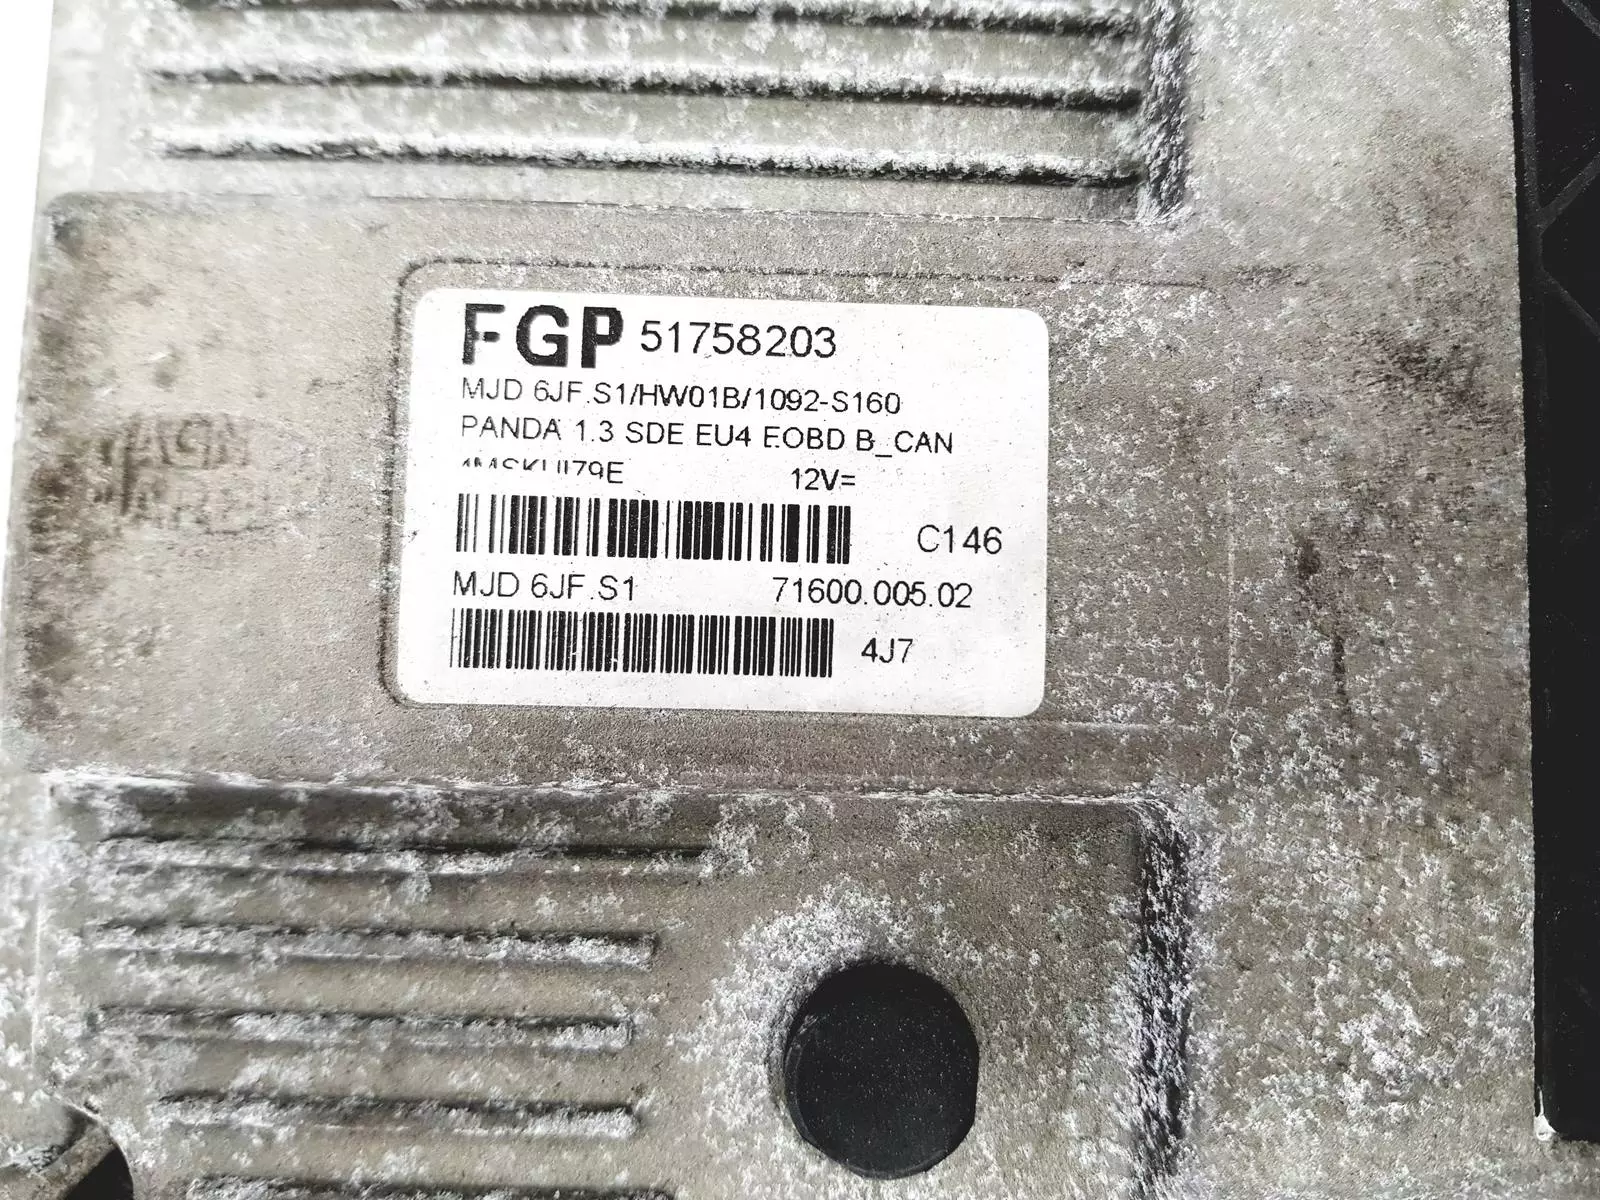 FGP 51758203
MJD 6JF.S1/HW01B/1092-S160
PANDA 1.3 SDE EU4 EOBD B_CAN
12V=
C146
MJD 6JF.S1 71600.005.02
4J7